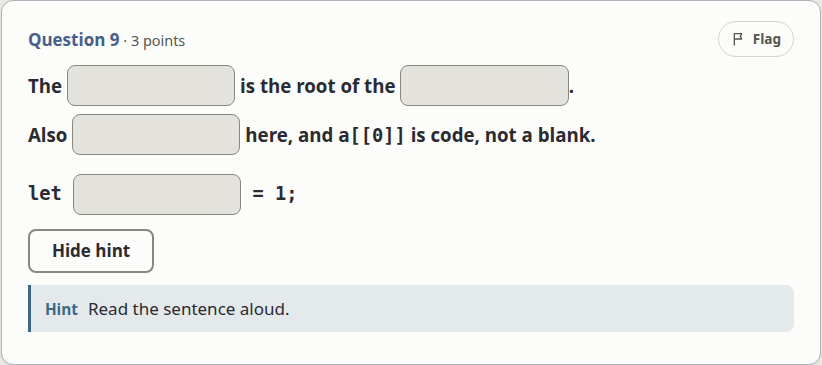 Question 9 · 3 points
Flag
The is the root of the .
Also here, and a[[0]] is code, not a blank.
let = 1;
Hide hint
Hint Read the sentence aloud.